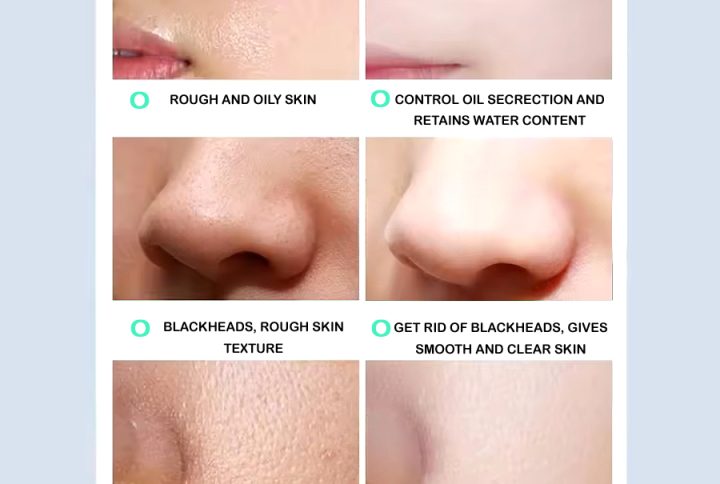 ROUGH AND OILY SKIN
CONTROL OIL SECRECTION AND
RETAINS WATER CONTENT
BLACKHEADS, ROUGH SKIN
TEXTURE
GET RID OF BLACKHEADS, GIVES
SMOOTH AND CLEAR SKIN